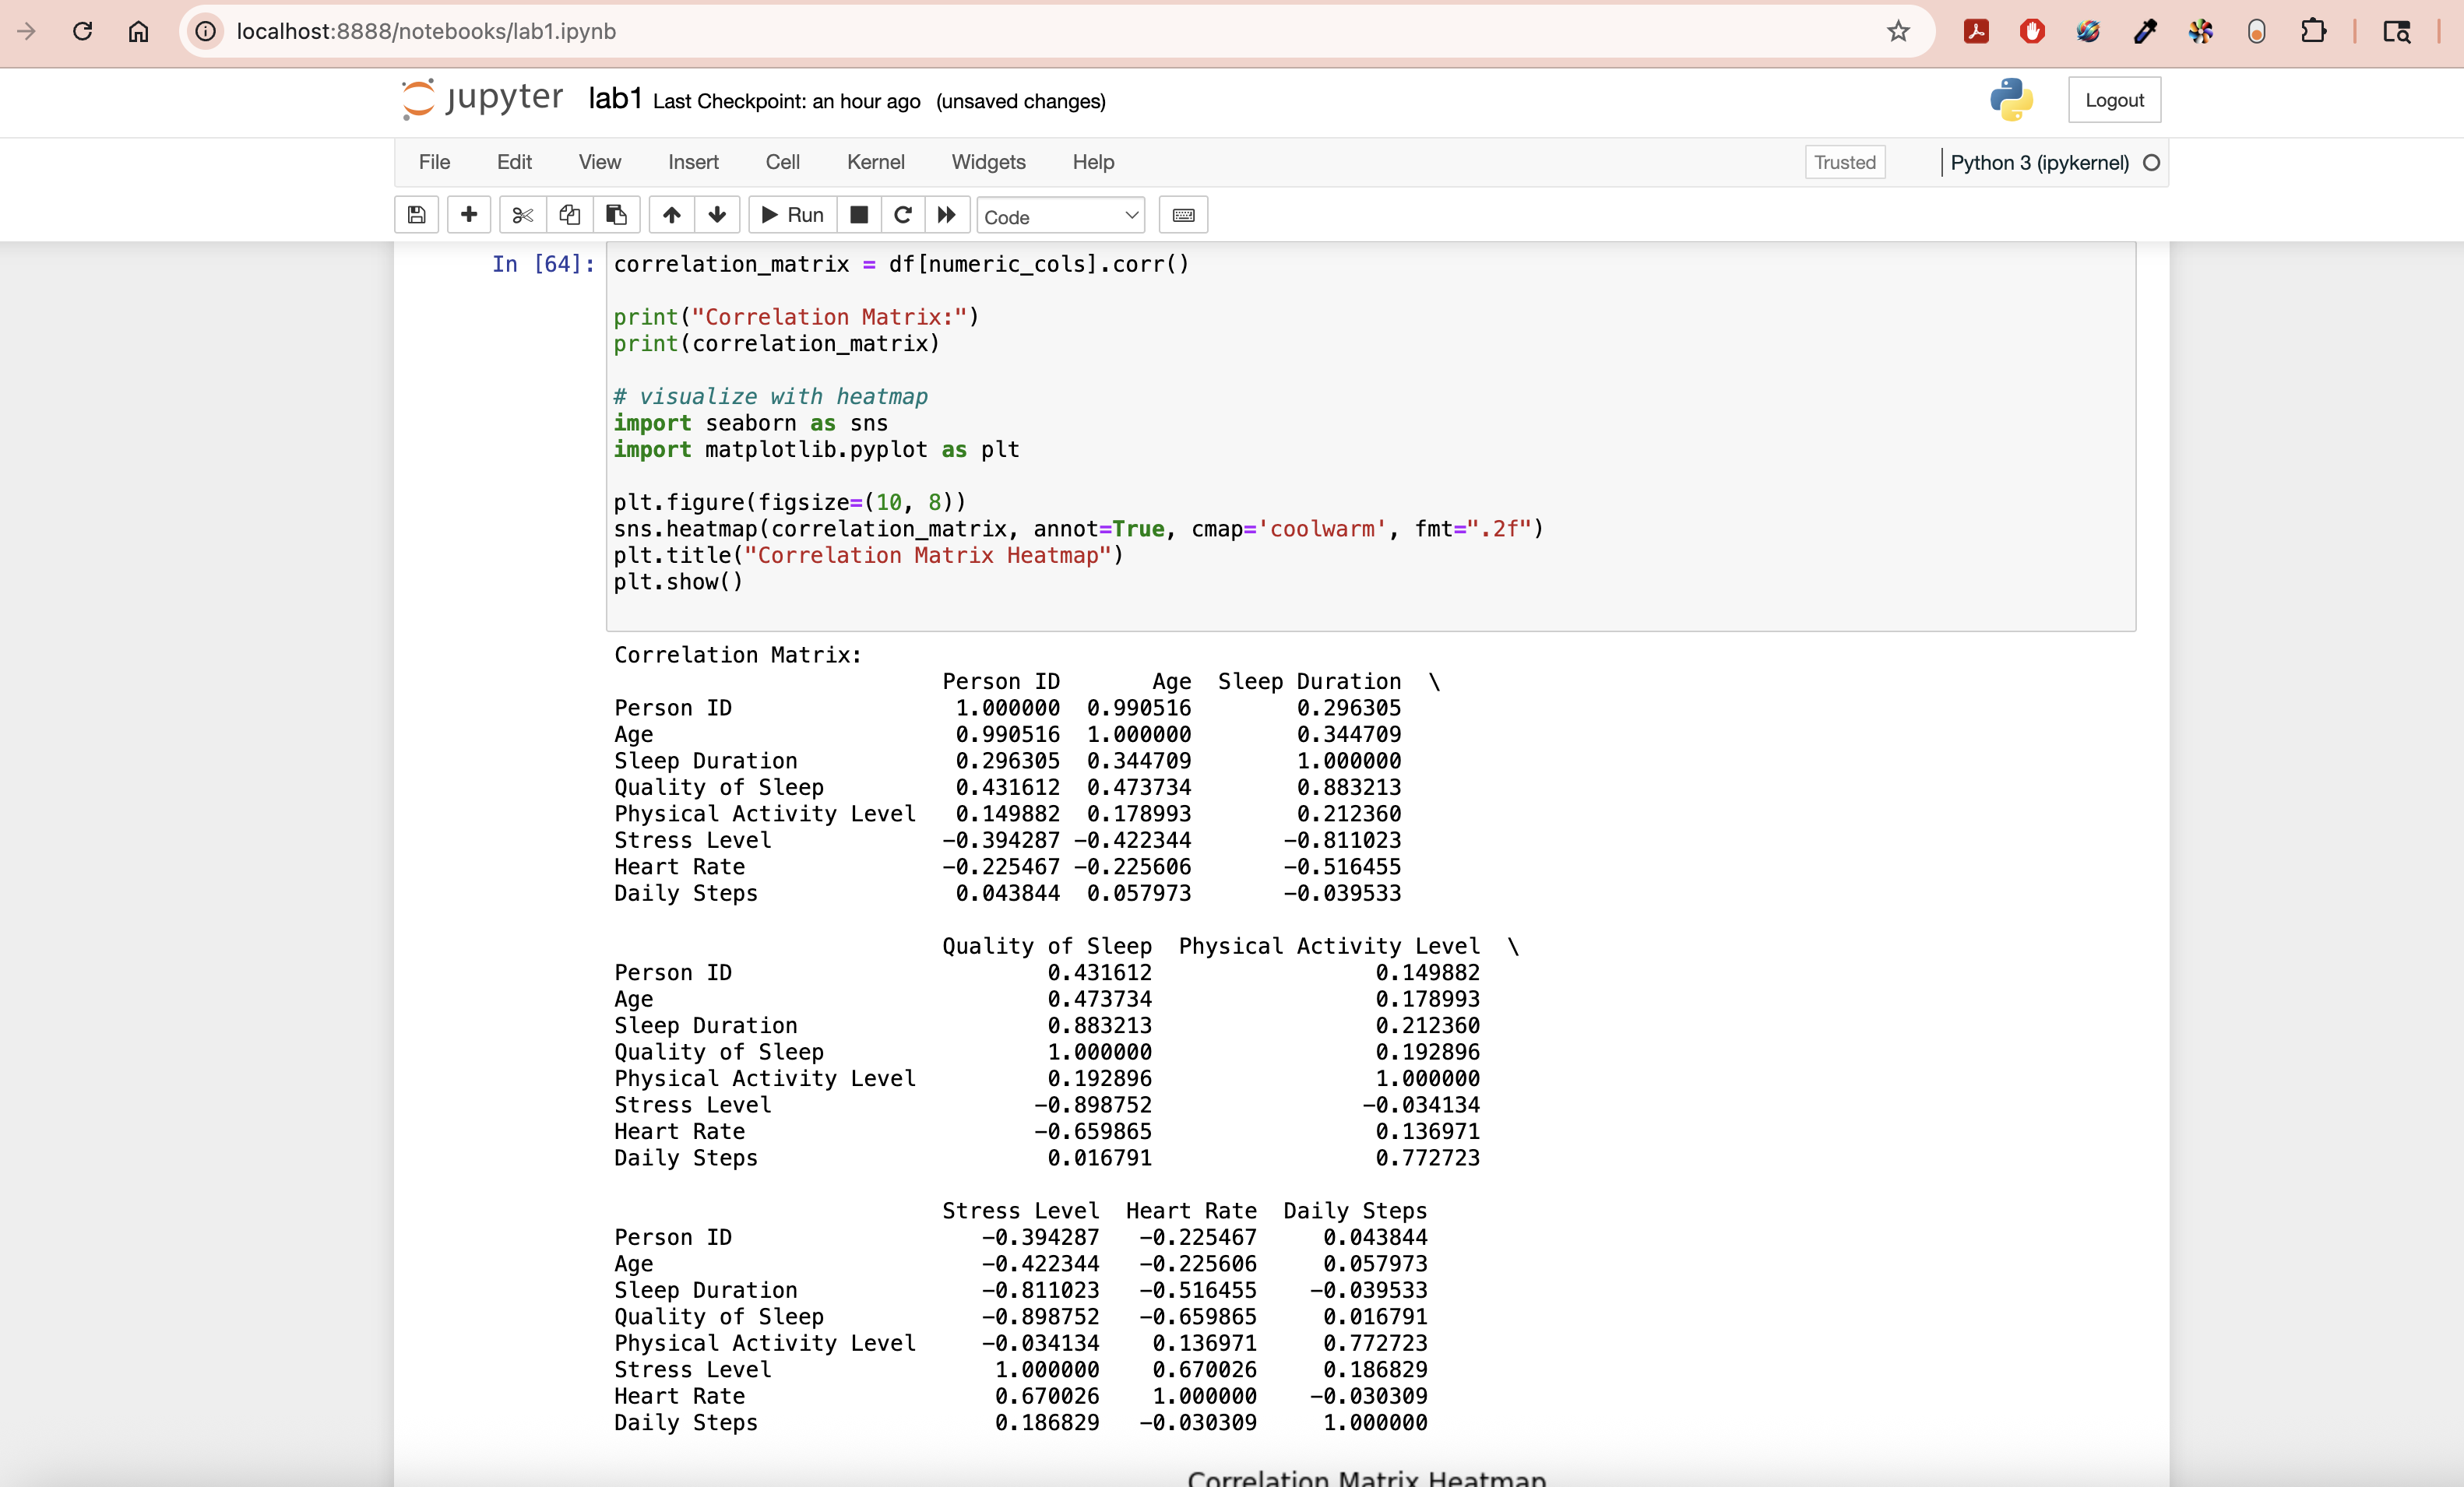 localhost:8888/notebooks/lab1.ipynb
jupyter lab1 Last Checkpoint: an hour ago (unsaved changes) Logout
File Edit View Insert Cell Kernel Widgets Help Trusted Python 3 (ipykernel)
Run Code
In [64]: correlation_matrix = df[numeric_cols].corr()
print("Correlation Matrix:")
print(correlation_matrix)
# visualize with heatmap
import seaborn as sns
import matplotlib.pyplot as plt
plt.figure(figsize=(10, 8))
sns.heatmap(correlation_matrix, annot=True, cmap='coolwarm', fmt=".2f")
plt.title("Correlation Matrix Heatmap")
plt.show()
Correlation Matrix:
Person ID Age Sleep Duration \
Person ID 1.000000 0.990516 0.296305
Age 0.990516 1.000000 0.344709
Sleep Duration 0.296305 0.344709 1.000000
Quality of Sleep 0.431612 0.473734 0.883213
Physical Activity Level 0.149882 0.178993 0.212360
Stress Level -0.394287 -0.422344 -0.811023
Heart Rate -0.225467 -0.225606 -0.516455
Daily Steps 0.043844 0.057973 -0.039533
Quality of Sleep Physical Activity Level \
Person ID 0.431612 0.149882
Age 0.473734 0.178993
Sleep Duration 0.883213 0.212360
Quality of Sleep 1.000000 0.192896
Physical Activity Level 0.192896 1.000000
Stress Level -0.898752 -0.034134
Heart Rate -0.659865 0.136971
Daily Steps 0.016791 0.772723
Stress Level Heart Rate Daily Steps
Person ID -0.394287 -0.225467 0.043844
Age -0.422344 -0.225606 0.057973
Sleep Duration -0.811023 -0.516455 -0.039533
Quality of Sleep -0.898752 -0.659865 0.016791
Physical Activity Level -0.034134 0.136971 0.772723
Stress Level 1.000000 0.670026 0.186829
Heart Rate 0.670026 1.000000 -0.030309
Daily Steps 0.186829 -0.030309 1.000000
Correlation Matrix Heatmap